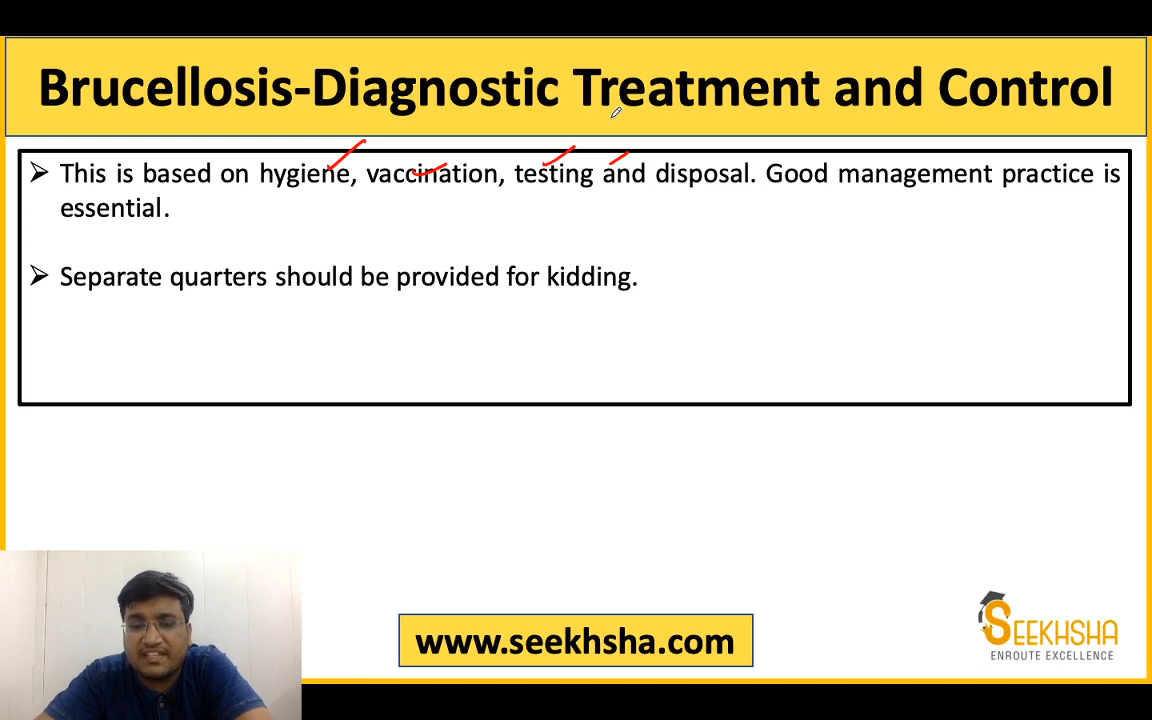 Brucellosis-Diagnostic Treatment and Control
➢ This is based on hygiene, vaccination, testing and disposal. Good management practice is
essential.
➢ Separate quarters should be provided for kidding.
www.seekhsha.com
SEEKHSHA
ENROUTE EXCELLENCE